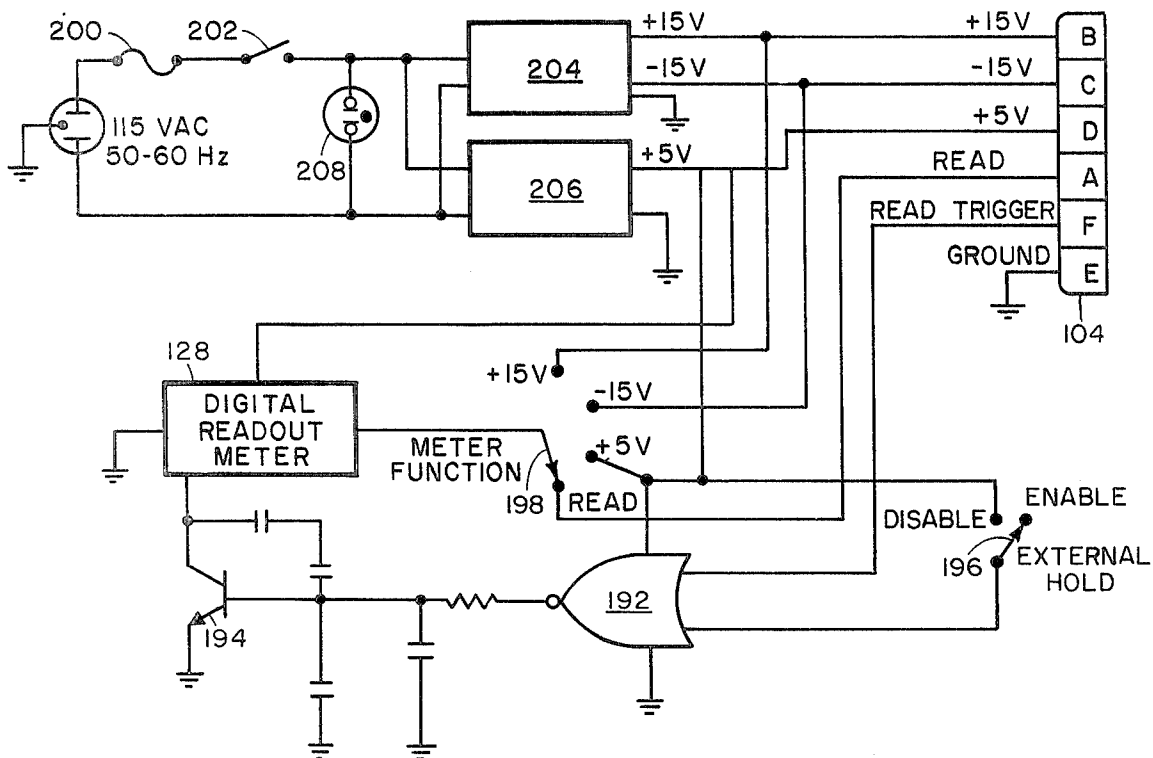 200
202
+15V
+15V
B
204
-15V
-15V
C
115 VAC
50-60 Hz
208
+5V
+5V
D
READ
A
206
READ TRIGGER
F
GROUND
E
104
128
+15V
-15V
DIGITAL
READOUT
METER
METER
FUNCTION
+5V
198
READ
DISABLE
ENABLE
196
EXTERNAL
HOLD
192
194